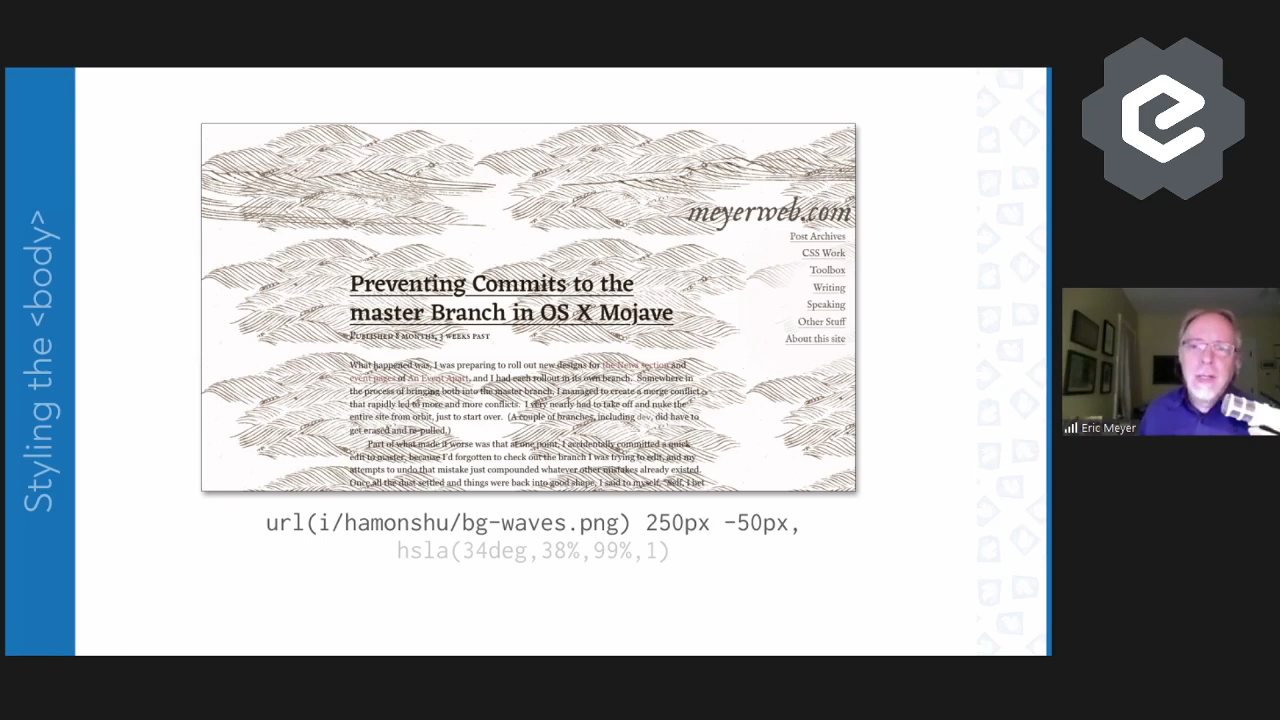 Styling the <body>
meyerweb.com
Post Archives
CSS Work
Toolbox
Writing
Speaking
Other Stuff
About this site
Preventing Commits to the
master Branch in OS X Mojave
Published 8 months, 3 weeks past
What happened was, I was preparing to roll out new designs for the News section and
event pages of An Event Apart, and I had each rollout in its own branch. Somewhere in
the process of bringing both into the master branch, I managed to create a merge conflict
that rapidly led to more and more conflicts. I very nearly had to take off and nuke the
entire site from orbit, just to start over. (A couple of branches, including dev, did have to
get erased and re-pulled.)
Part of what made it worse was that at one point, I accidentally committed a quick
edit to master, because I'd forgotten to check out the branch I was trying to edit, and my
attempts to undo that mistake just compounded whatever other mistakes already existed.
Once all the dust settled and things were back into good shape, I said to myself, "Self, I bet
url(i/hamonshu/bg-waves.png) 250px -50px,
hsla(34deg,38%,99%,1)
e
Eric Meyer